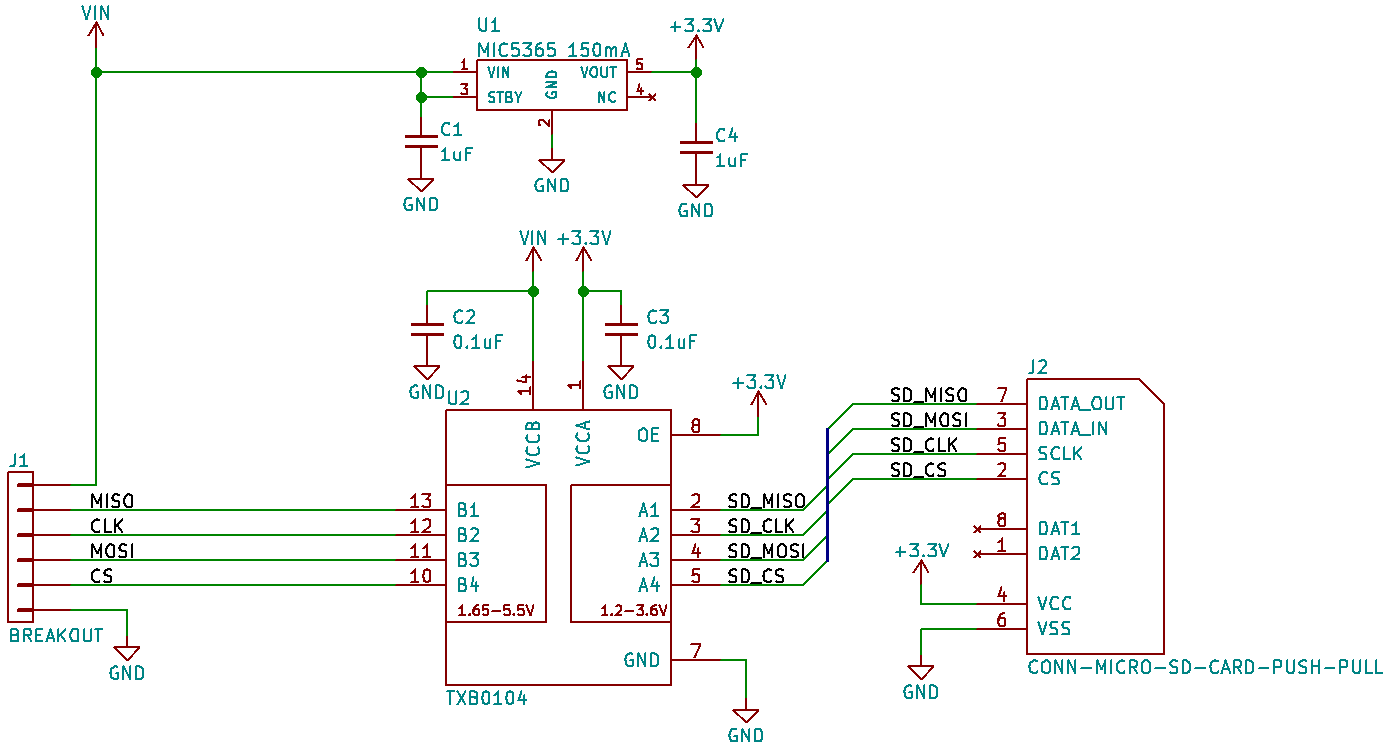 VIN
U1
MIC5365 150mA
+3.3V
1 VIN GND VOUT 5
3 STBY NC 4
2
C1
1uF
C4
1uF
GND
GND
GND
VIN +3.3V
C2
0.1uF
C3
0.1uF
GND
GND
14
1
U2
+3.3V
J2
VCCB
VCCA
OE 8
SD_MISO 7 DATA_OUT
SD_MOSI 3 DATA_IN
SD_CLK 5 SCLK
SD_CS 2 CS
J1
MISO 13 B1 A1 2 SD_MISO
CLK 12 B2 A2 3 SD_CLK
MOSI 11 B3 A3 4 SD_MOSI
CS 10 B4 A4 5 SD_CS
1.65-5.5V
1.2-3.6V
8 DAT1
1 DAT2
+3.3V
4 VCC
6 VSS
BREAKOUT
GND
GND 7
CONN-MICRO-SD-CARD-PUSH-PULL
GND
TXB0104
GND